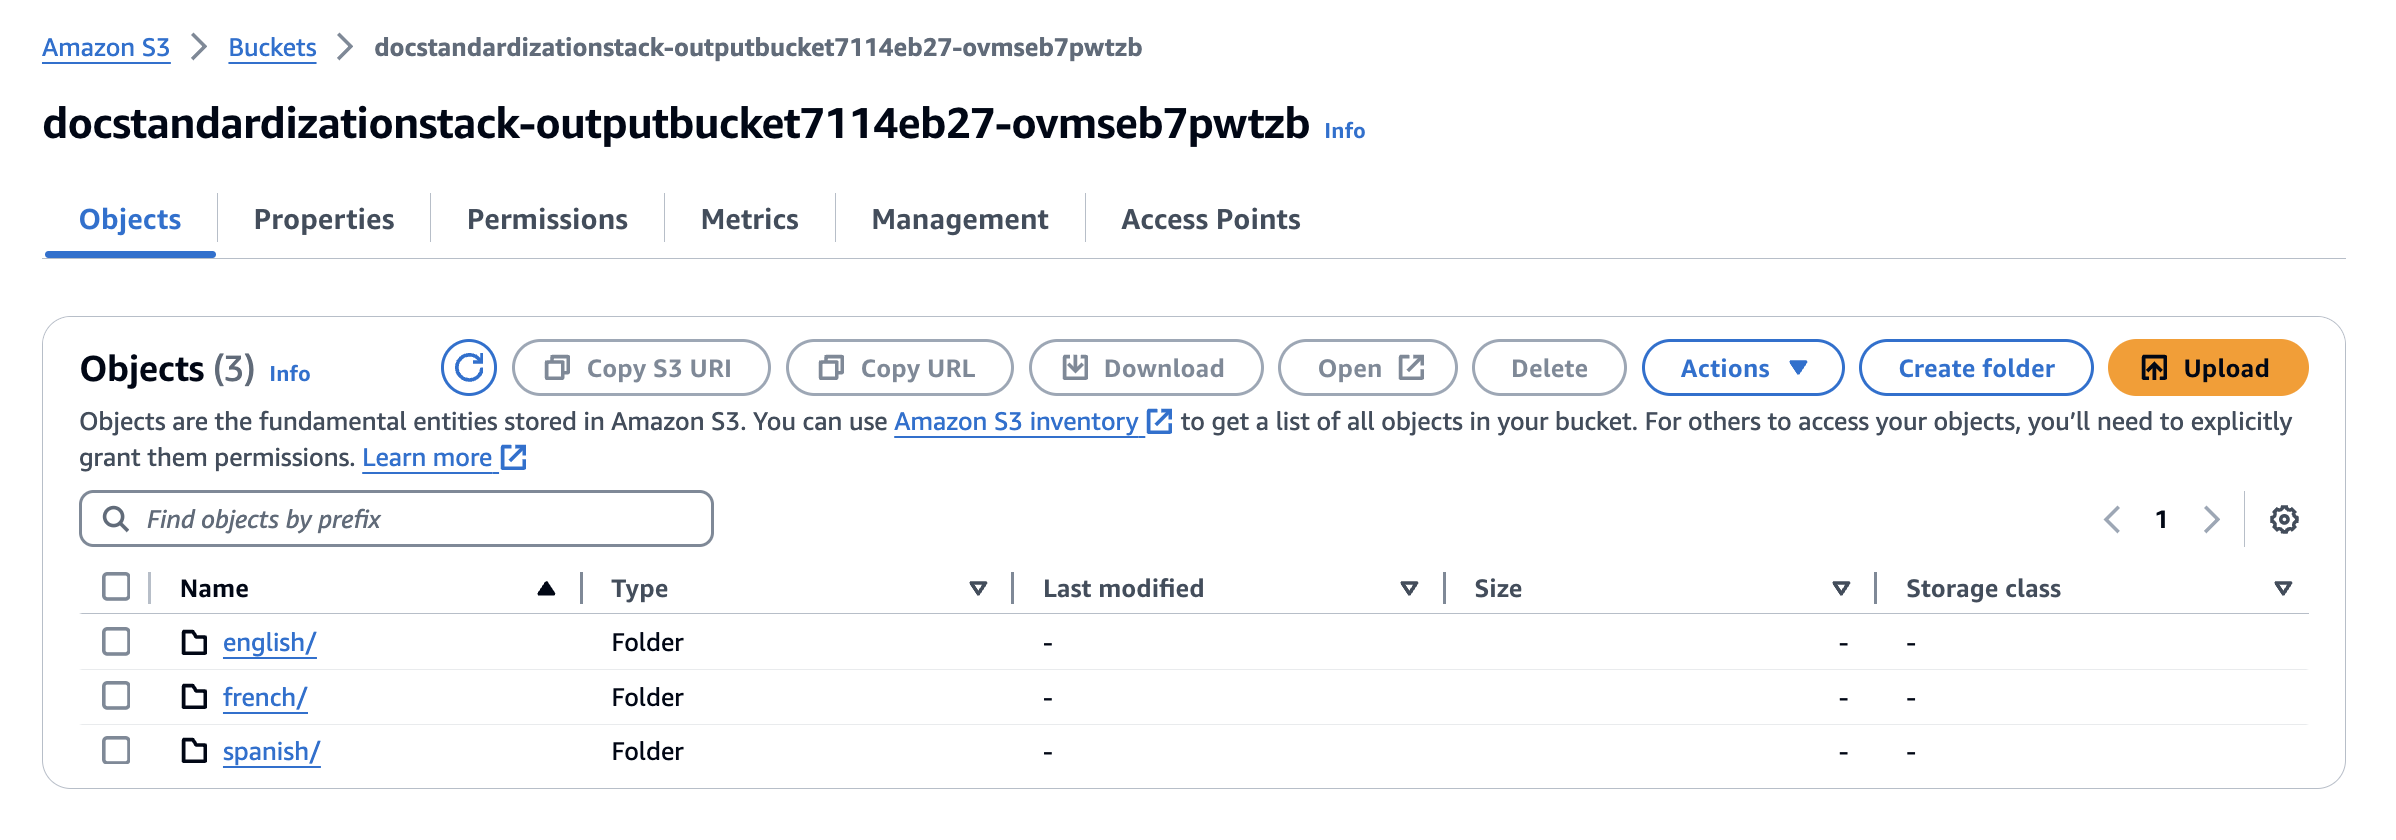 Amazon S3 > Buckets > docstandardizationstack-outputbucket7114eb27-ovmseb7pwtzb
docstandardizationstack-outputbucket7114eb27-ovmseb7pwtzb Info
Objects Properties Permissions Metrics Management Access Points
Objects (3) Info Copy S3 URI Copy URL Download Open Delete Actions Create folder Upload
Objects are the fundamental entities stored in Amazon S3. You can use Amazon S3 inventory to get a list of all objects in your bucket. For others to access your objects, you’ll need to explicitly
grant them permissions. Learn more
Find objects by prefix 1
Name Type Last modified Size Storage class
english/ Folder - - -
french/ Folder - - -
spanish/ Folder - - -